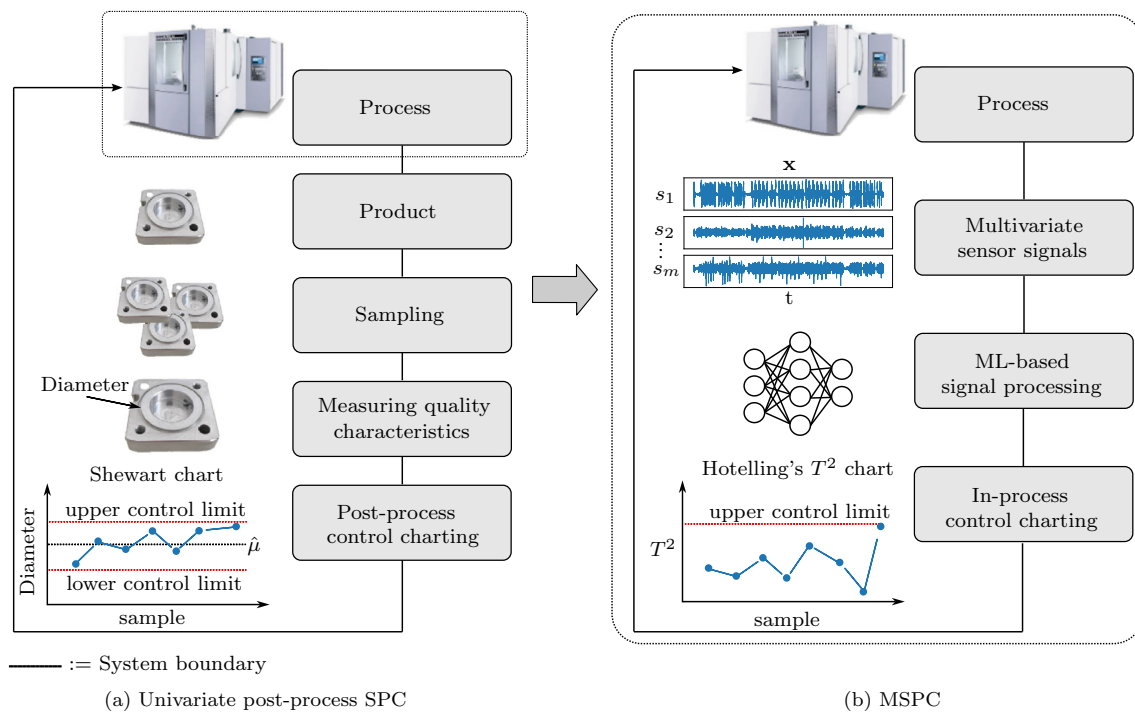 Process
Product
Sampling
Diameter
Measuring quality
characteristics
Shewart chart
Diameter
upper control limit
μ̂
lower control limit
sample
Post-process
control charting
:= System boundary
(a) Univariate post-process SPC
Process
x
s₁
s₂
⋮
sₘ
t
Multivariate
sensor signals
ML-based
signal processing
Hotelling's T² chart
upper control limit
T²
sample
In-process
control charting
(b) MSPC